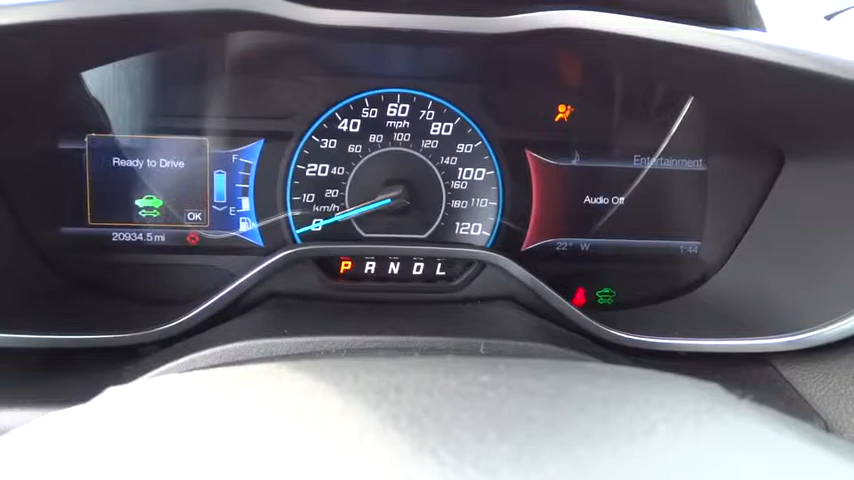 Ready to Drive
OK
20934.5 mi
F
E
0
10
20
30
40
50
60
70
80
90
100
110
120
mph
km/h
20
40
60
80
100
120
140
160
180
P R N D L
Entertainment
Audio Off
22° W
1:44